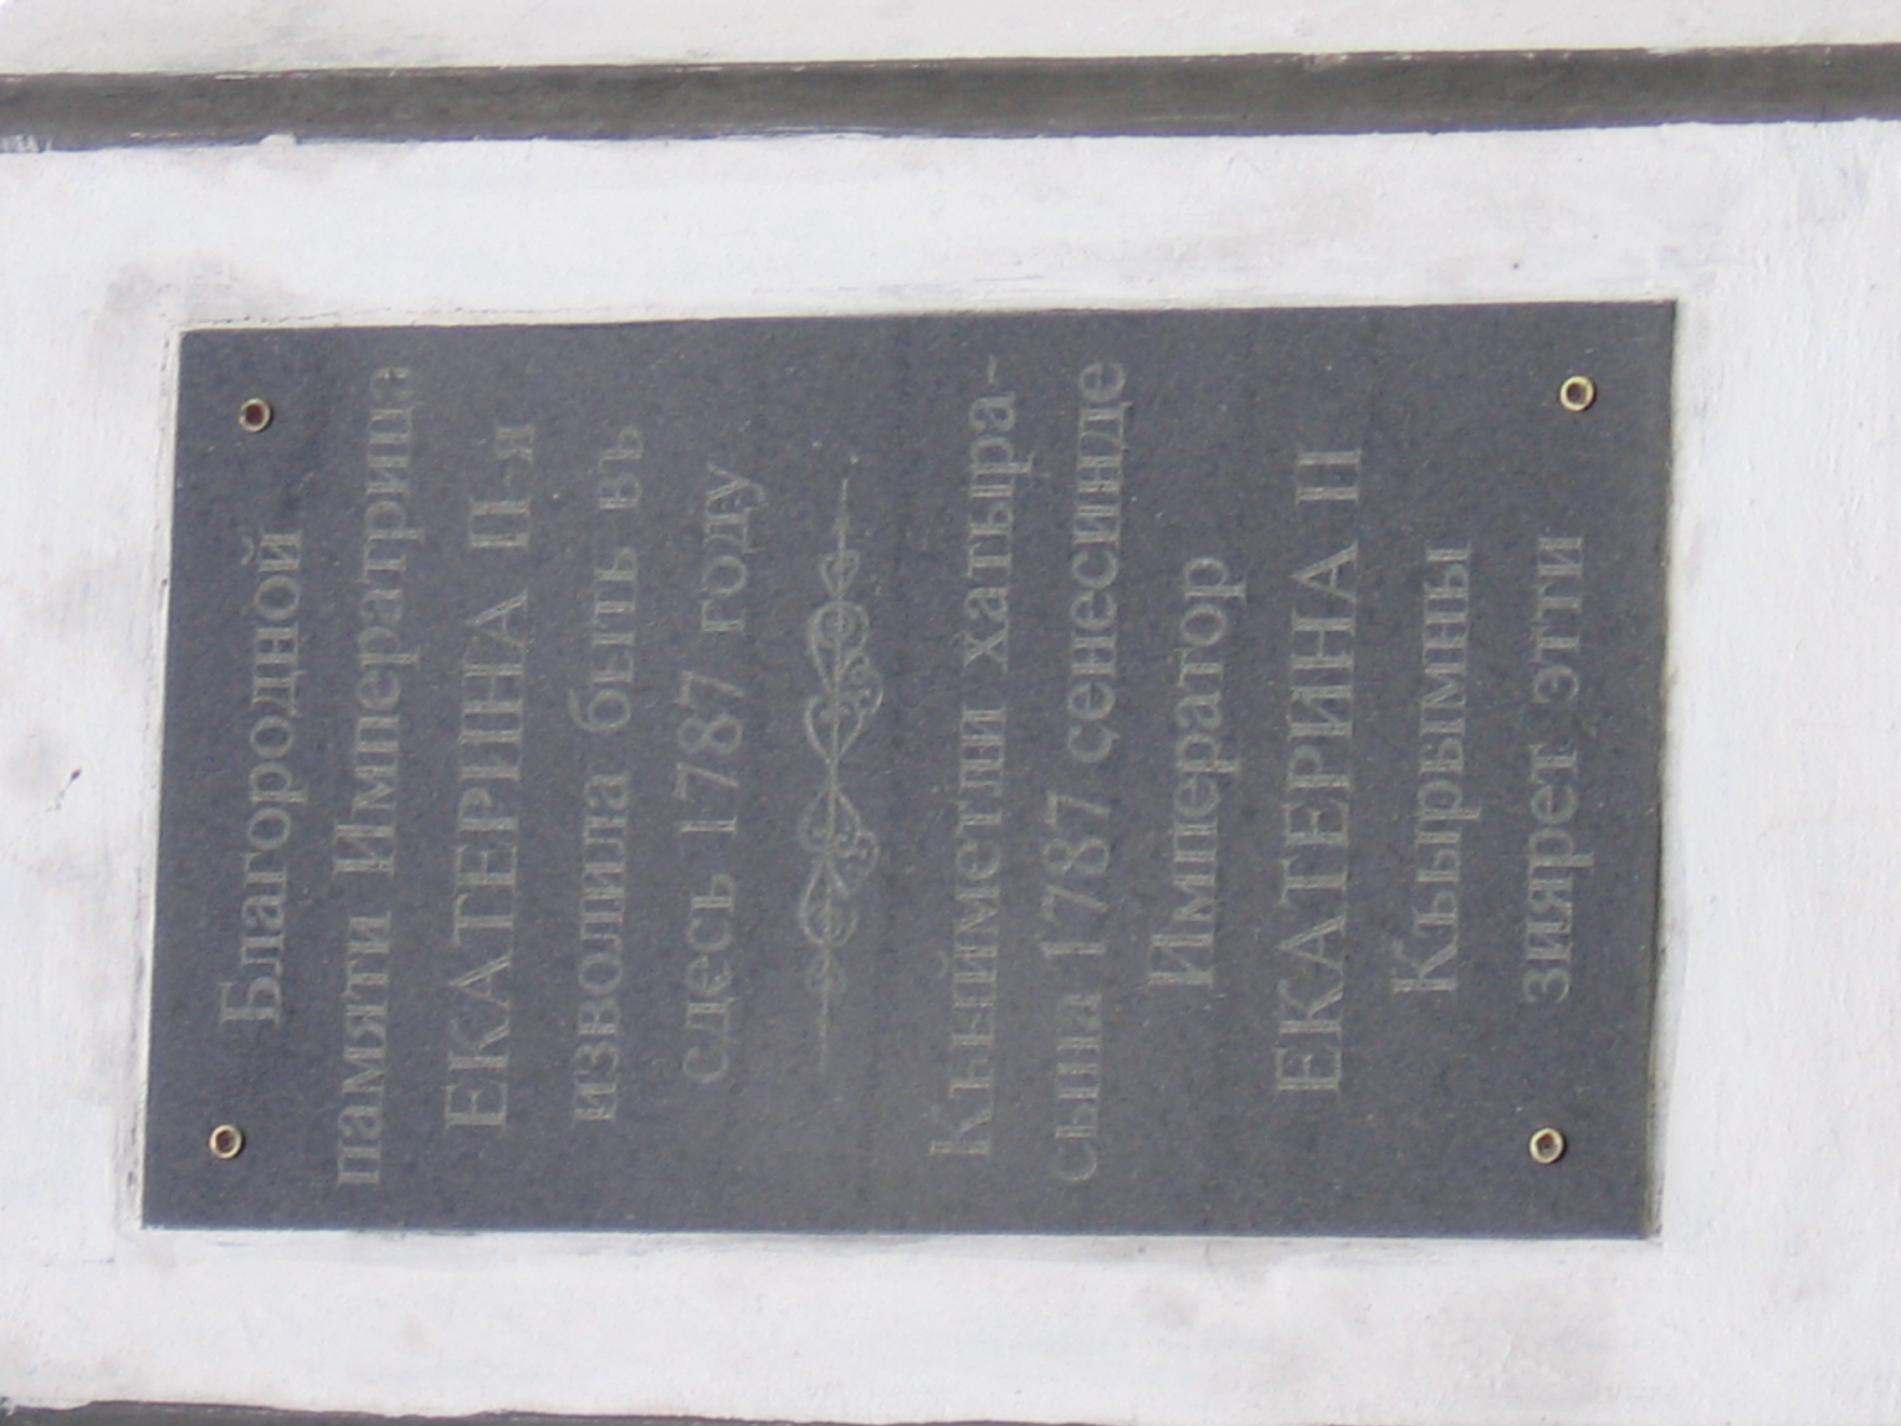 Благородной
памяти Императрица
ЕКАТЕРИНА II-я
изволила быть въ
сдесь 1787 году
Къыйметли хатыра-
сына 1787 сенесинде
Император
ЕКАТЕРИНА II
Къырымны
зиярет этти